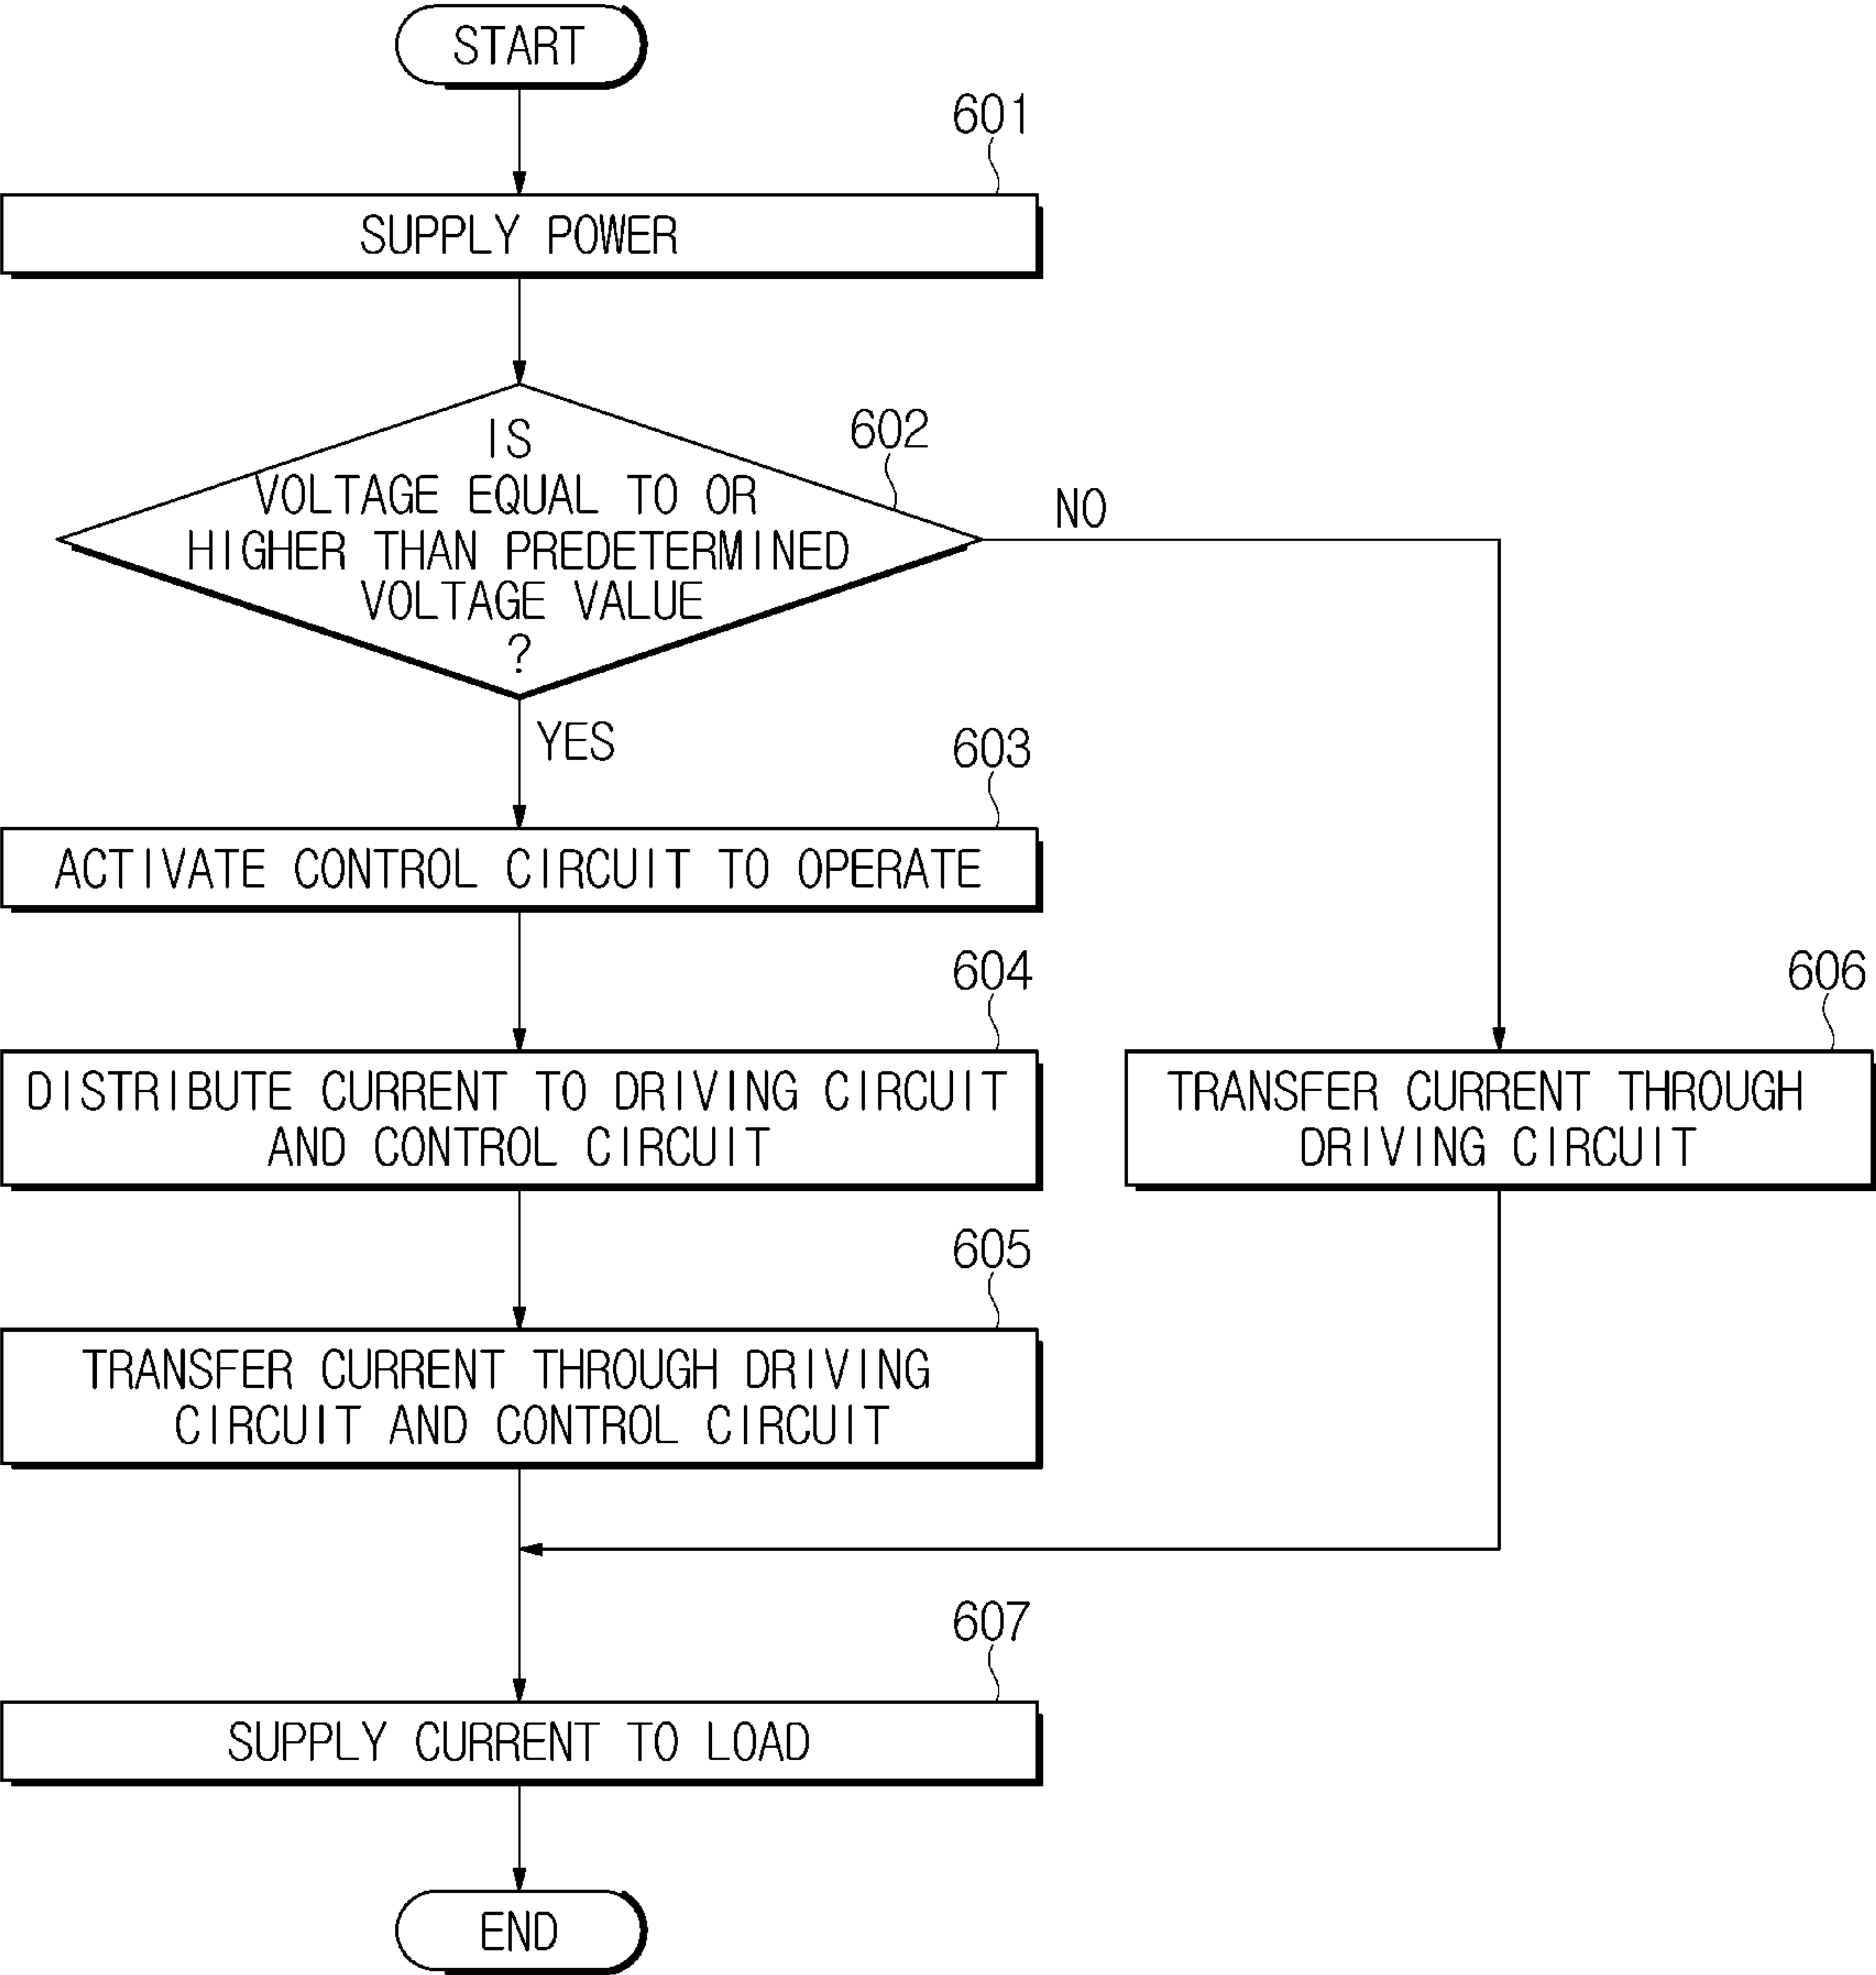 START
601
SUPPLY POWER
602
IS
VOLTAGE EQUAL TO OR
HIGHER THAN PREDETERMINED
VOLTAGE VALUE
?
NO
YES
603
ACTIVATE CONTROL CIRCUIT TO OPERATE
604
DISTRIBUTE CURRENT TO DRIVING CIRCUIT
AND CONTROL CIRCUIT
606
TRANSFER CURRENT THROUGH
DRIVING CIRCUIT
605
TRANSFER CURRENT THROUGH DRIVING
CIRCUIT AND CONTROL CIRCUIT
607
SUPPLY CURRENT TO LOAD
END